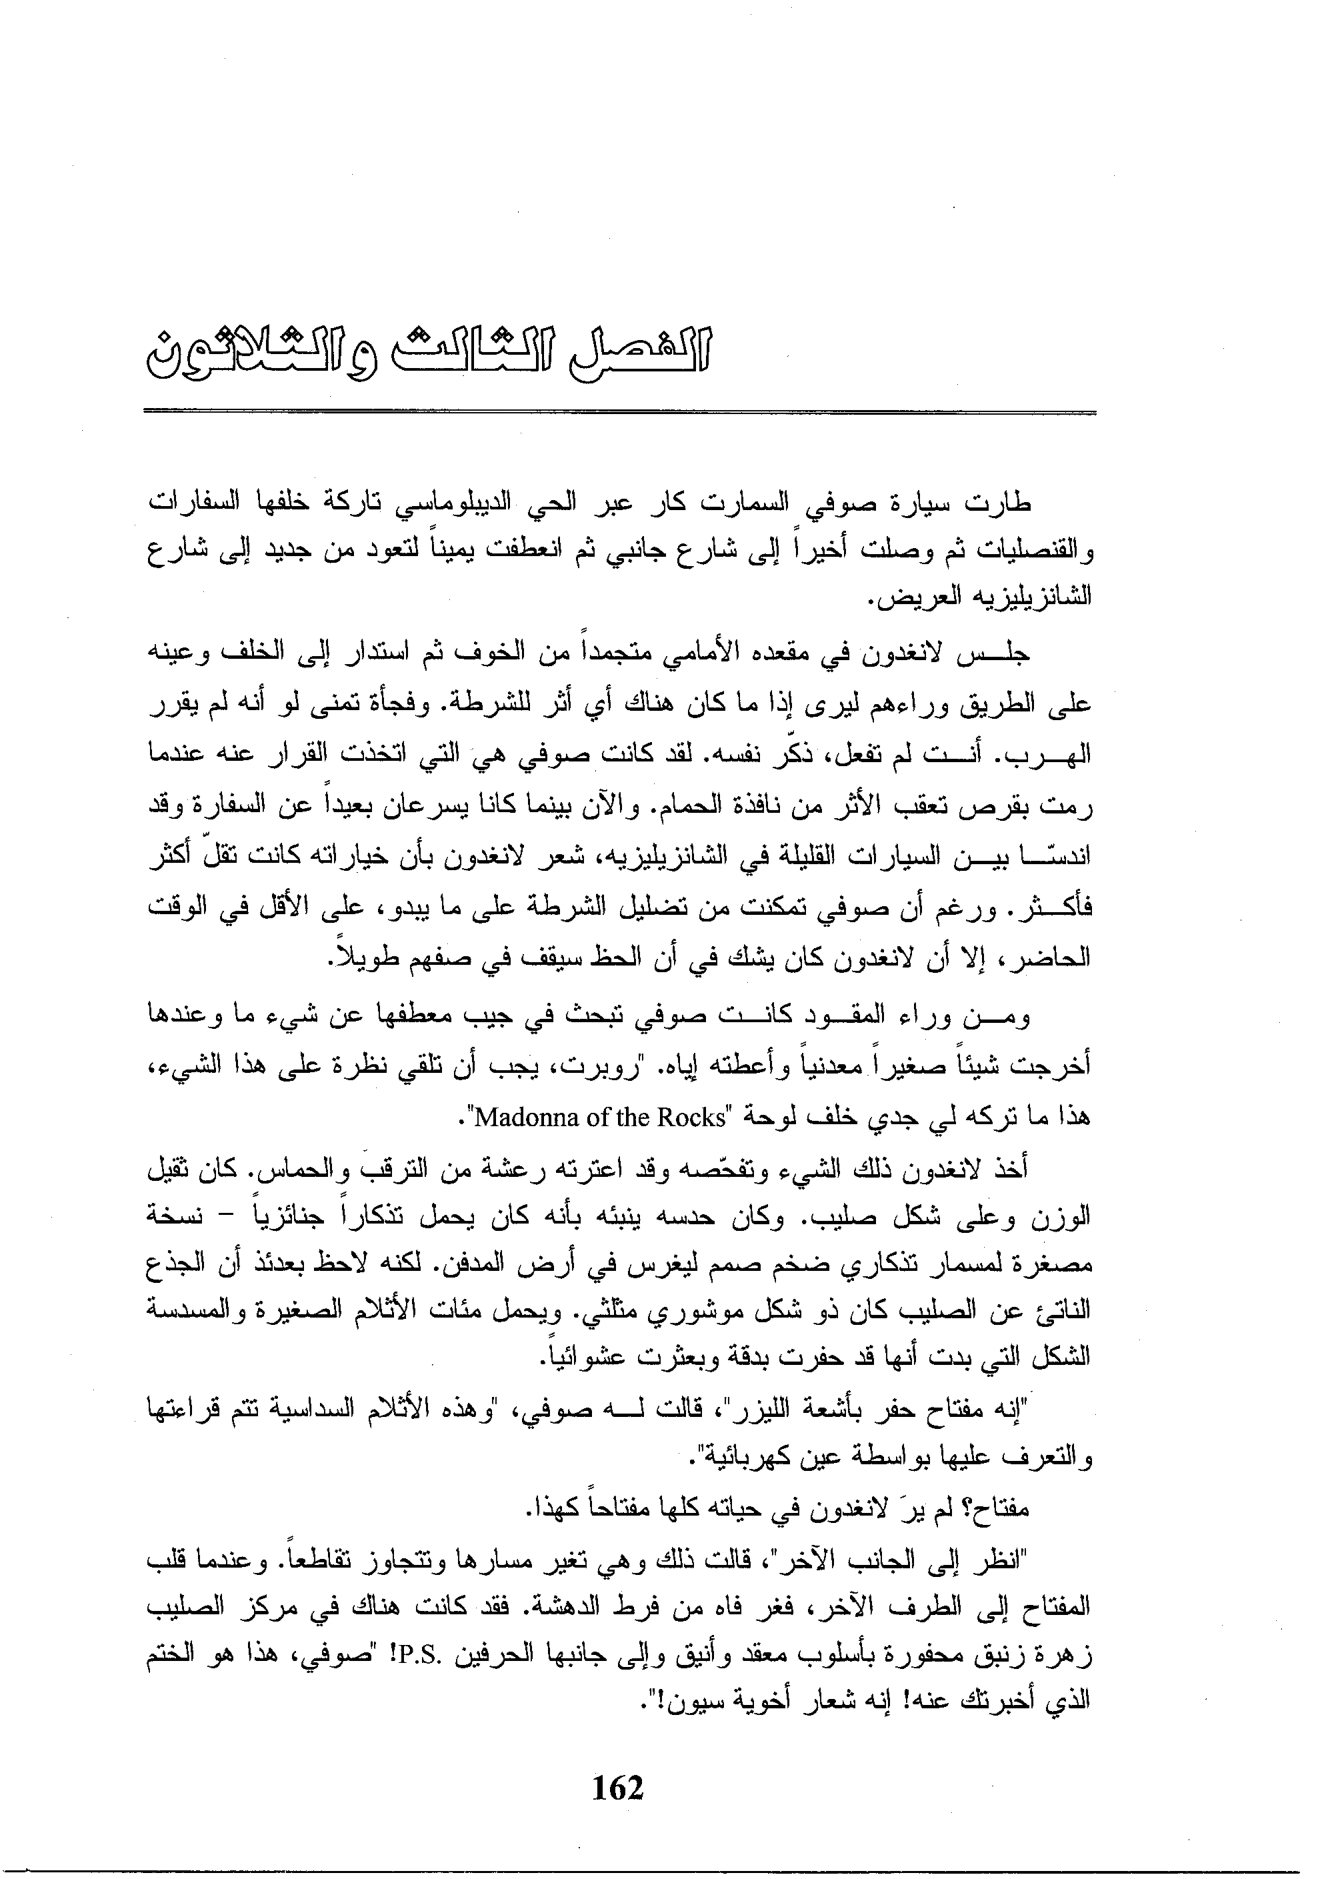 الفصل الثالث والثلاثون
طارت سيارة صوفي السمارت كار عبر الحي الديبلوماسي تاركة خلفها السفارات
والقنصليات ثم وصلت أخيراً إلى شارع جانبي ثم انعطفت يميناً لتعود من جديد إلى شارع
الشانزيليزيه العريض.
جلس لانغدون في مقعده الأمامي متجمداً من الخوف ثم استدار إلى الخلف وعينه
على الطريق وراءهم ليرى إذا ما كان هناك أي أثر للشرطة. وفجأة تمنى لو أنه لم يقرر
الهرب. أنت لم تفعل، ذكّر نفسه. لقد كانت صوفي هي التي اتخذت القرار عنه عندما
رمت بقرص تعقب الأثر من نافذة الحمام. والآن بينما كانا يسرعان بعيداً عن السفارة وقد
اندسّا بين السيارات القليلة في الشانزيليزيه، شعر لانغدون بأن خياراته كانت تقلّ أكثر
فأكثر. ورغم أن صوفي تمكنت من تضليل الشرطة على ما يبدو، على الأقل في الوقت
الحاضر، إلا أن لانغدون كان يشك في أن الحظ سيقف في صفهم طويلاً.
ومن وراء المقود كانت صوفي تبحث في جيب معطفها عن شيء ما وعندها
أخرجت شيئاً صغيراً معدنياً وأعطته إياه. "روبرت، يجب أن تلقي نظرة على هذا الشيء،
هذا ما تركه لي جدي خلف لوحة "Madonna of the Rocks".
أخذ لانغدون ذلك الشيء وتفحّصه وقد اعترته رعشة من الترقب والحماس. كان ثقيل
الوزن وعلى شكل صليب. وكان حدسه ينبئه بأنه كان يحمل تذكاراً جنائزياً – نسخة
مصغرة لمسمار تذكاري ضخم صمم ليغرس في أرض المدفن. لكنه لاحظ بعدئذ أن الجذع
الناتئ عن الصليب كان ذو شكل موشوري مثلثي. ويحمل مئات الأثلام الصغيرة والمسدسة
الشكل التي بدت أنها قد حفرت بدقة وبعثرت عشوائياً.
"إنه مفتاح حفر بأشعة الليزر"، قالت له صوفي، "وهذه الأثلام السداسية تتم قراءتها
والتعرف عليها بواسطة عين كهربائية".
مفتاح؟ لم يرَ لانغدون في حياته كلها مفتاحاً كهذا.
"انظر إلى الجانب الآخر"، قالت ذلك وهي تغير مسارها وتتجاوز تقاطعاً. وعندما قلب
المفتاح إلى الطرف الآخر، فغر فاه من فرط الدهشة. فقد كانت هناك في مركز الصليب
زهرة زنبق محفورة بأسلوب معقد وأنيق وإلى جانبها الحرفين P.S.! "صوفي، هذا هو الختم
الذي أخبرتك عنه! إنه شعار أخوية سيون!".
162